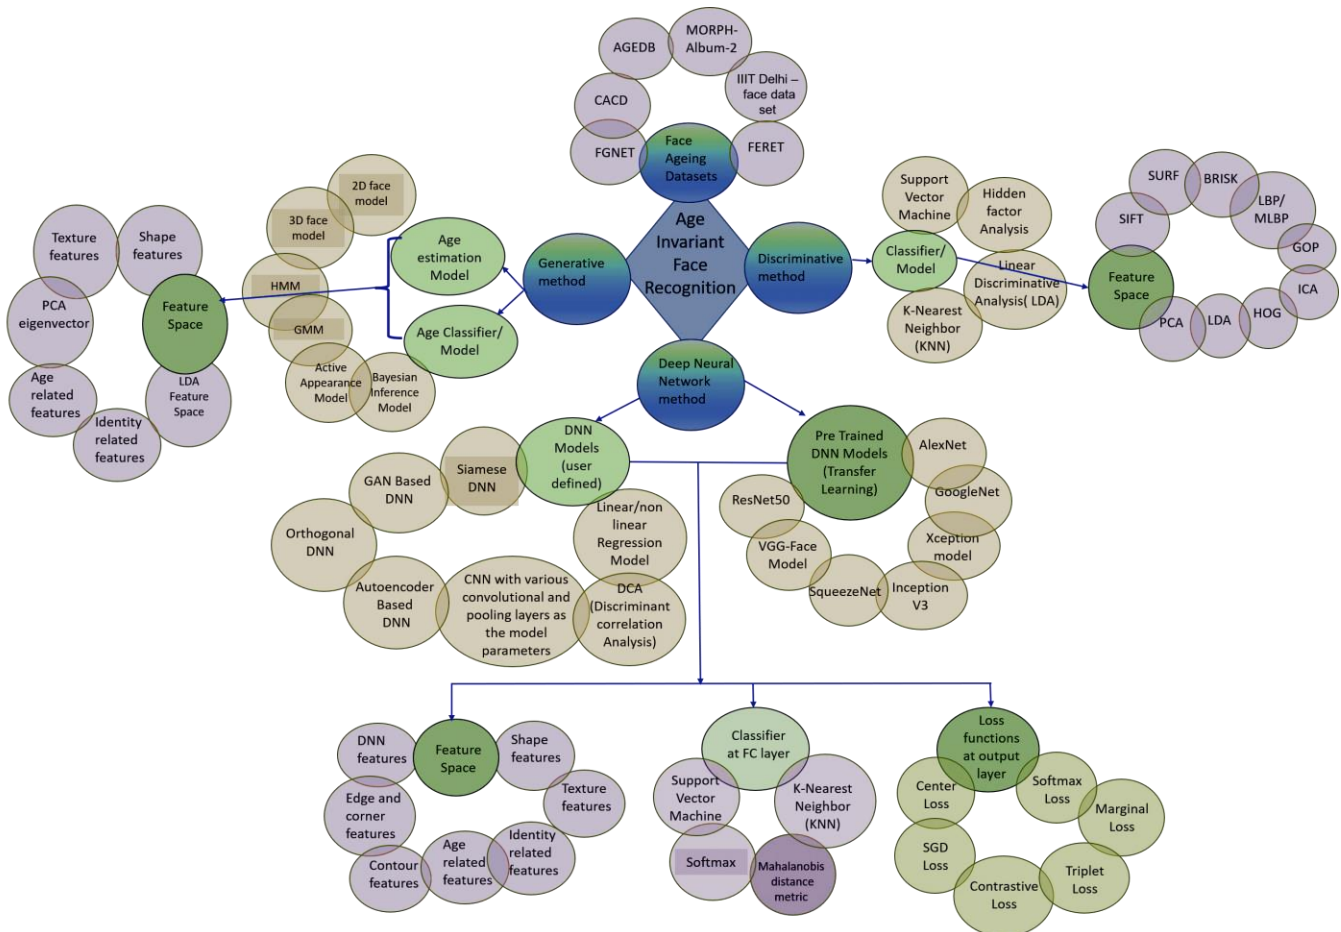 AGEDB
MORPH-
Album-2
IIIT Delhi –
face data
set
CACD
FGNET
Face
Ageing
Datasets
FERET
Age
Invariant
Face
Recognition
Generative
method
Discriminative
method
Deep Neural
Network
method
Age
estimation
Model
Age Classifier/
Model
2D face
model
3D face
model
HMM
GMM
Active
Appearance
Model
Bayesian
Inference
Model
Texture
features
Shape
features
PCA
eigenvector
Feature
Space
Age
related
features
Identity
related
features
LDA
Feature
Space
Support
Vector
Machine
Hidden
factor
Analysis
Classifier/
Model
Linear
Discriminative
Analysis( LDA)
K-Nearest
Neighbor
(KNN)
SURF
BRISK
LBP/
MLBP
SIFT
GOP
Feature
Space
ICA
PCA
LDA
HOG
DNN
Models
(user
defined)
Siamese
DNN
GAN Based
DNN
Orthogonal
DNN
Autoencoder
Based
DNN
CNN with various
convolutional and
pooling layers as
the model
parameters
DCA
(Discriminant
correlation
Analysis)
Linear/non
linear
Regression
Model
Pre Trained
DNN Models
(Transfer
Learning)
AlexNet
GoogleNet
Xception
model
Inception
V3
SqueezeNet
VGG-Face
Model
ResNet50
Feature
Space
DNN
features
Shape
features
Edge and
corner
features
Texture
features
Contour
features
Age
related
features
Identity
related
features
Classifier
at FC layer
Support
Vector
Machine
K-Nearest
Neighbor
(KNN)
Softmax
Mahalanobis
distance
metric
Loss
functions
at output
layer
Center
Loss
Softmax
Loss
Marginal
Loss
SGD
Loss
Contrastive
Loss
Triplet
Loss